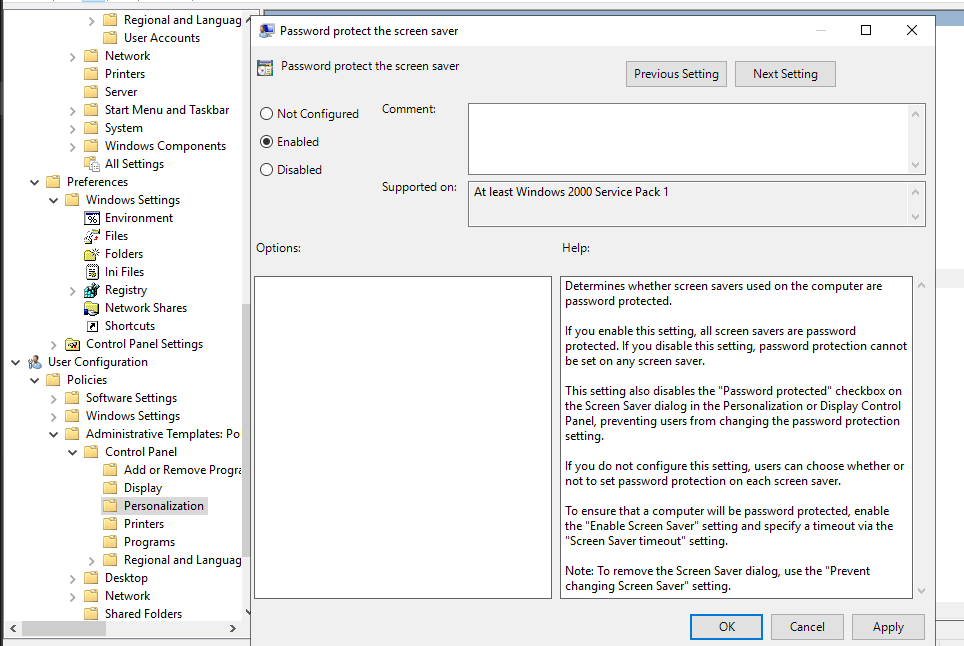 Regional and Languag
User Accounts
Network
Printers
Server
Start Menu and Taskbar
System
Windows Components
All Settings
Preferences
Windows Settings
Environment
Files
Folders
Ini Files
Registry
Network Shares
Shortcuts
Control Panel Settings
User Configuration
Policies
Software Settings
Windows Settings
Administrative Templates: Po
Control Panel
Add or Remove Progra
Display
Personalization
Printers
Programs
Regional and Languag
Desktop
Network
Shared Folders
Password protect the screen saver
Password protect the screen saver
Previous Setting
Next Setting
Not Configured
Enabled
Disabled
Comment:
Supported on:
At least Windows 2000 Service Pack 1
Options:
Help:
Determines whether screen savers used on the computer are
password protected.
If you enable this setting, all screen savers are password
protected. If you disable this setting, password protection cannot
be set on any screen saver.
This setting also disables the "Password protected" checkbox on
the Screen Saver dialog in the Personalization or Display Control
Panel, preventing users from changing the password protection
setting.
If you do not configure this setting, users can choose whether or
not to set password protection on each screen saver.
To ensure that a computer will be password protected, enable
the "Enable Screen Saver" setting and specify a timeout via the
"Screen Saver timeout" setting.
Note: To remove the Screen Saver dialog, use the "Prevent
changing Screen Saver" setting.
OK
Cancel
Apply